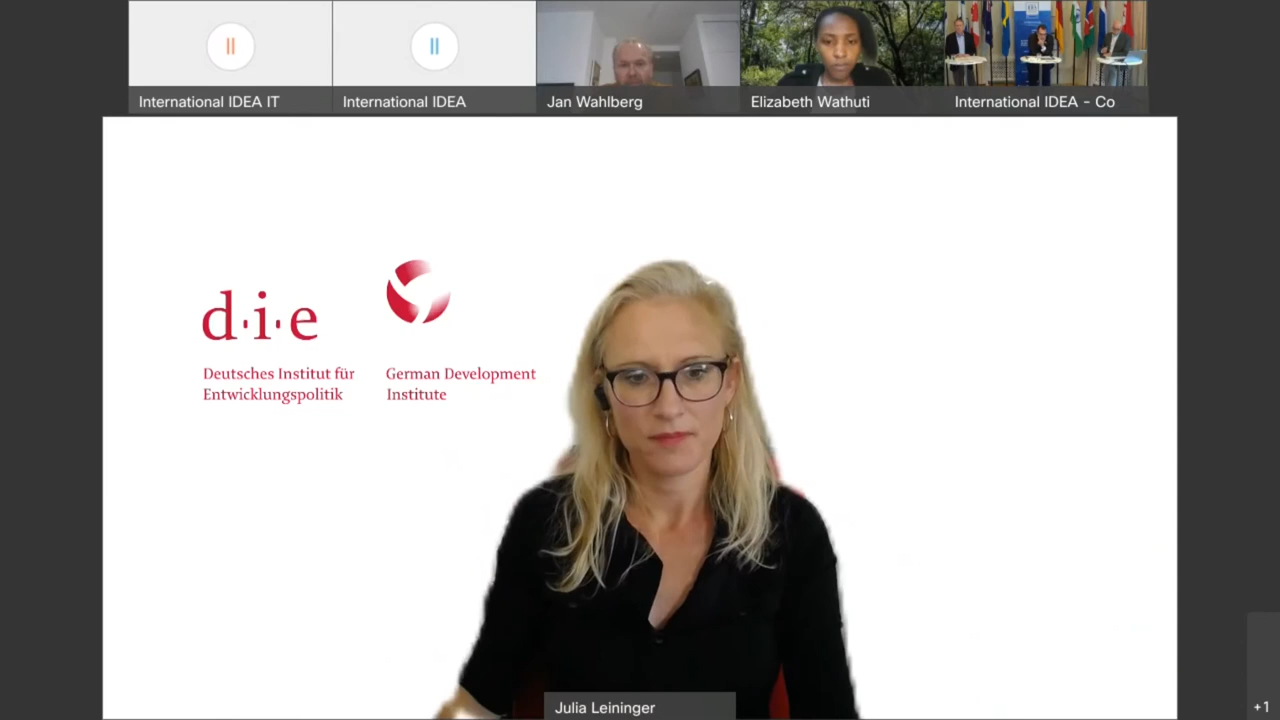 International IDEA IT
International IDEA
Jan Wahlberg
Elizabeth Wathuti
International IDEA - Co
d·i·e
Deutsches Institut für
Entwicklungspolitik
German Development
Institute
Julia Leininger
+1